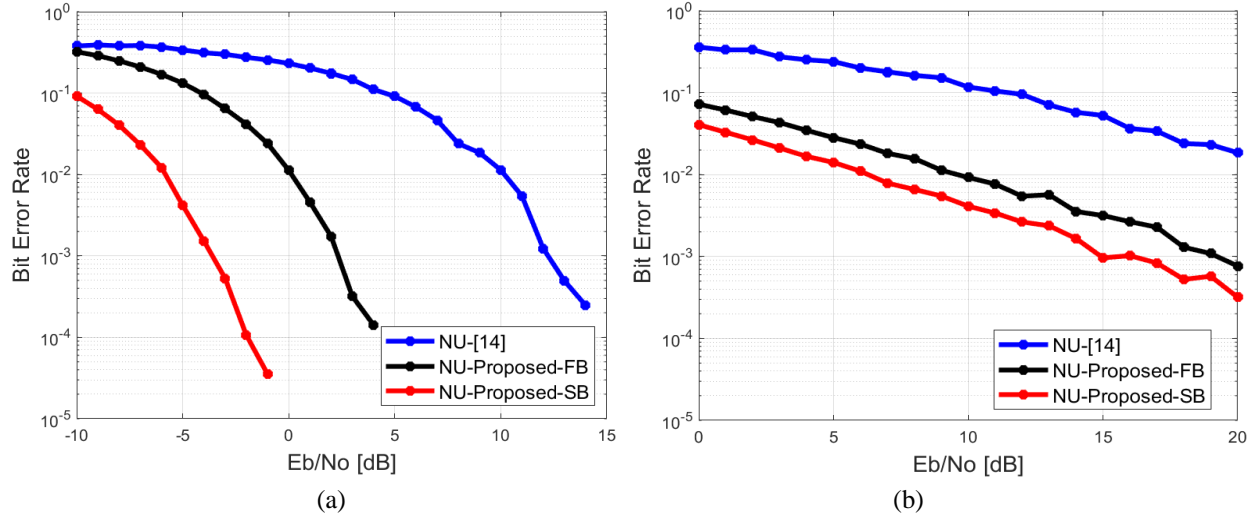 10^0
10^-1
10^-2
10^-3
10^-4
10^-5
Bit Error Rate
-10 -5 0 5 10 15
Eb/No [dB]
NU-[14]
NU-Proposed-FB
NU-Proposed-SB
(a)
10^0
10^-1
10^-2
10^-3
10^-4
10^-5
Bit Error Rate
0 5 10 15 20
Eb/No [dB]
NU-[14]
NU-Proposed-FB
NU-Proposed-SB
(b)